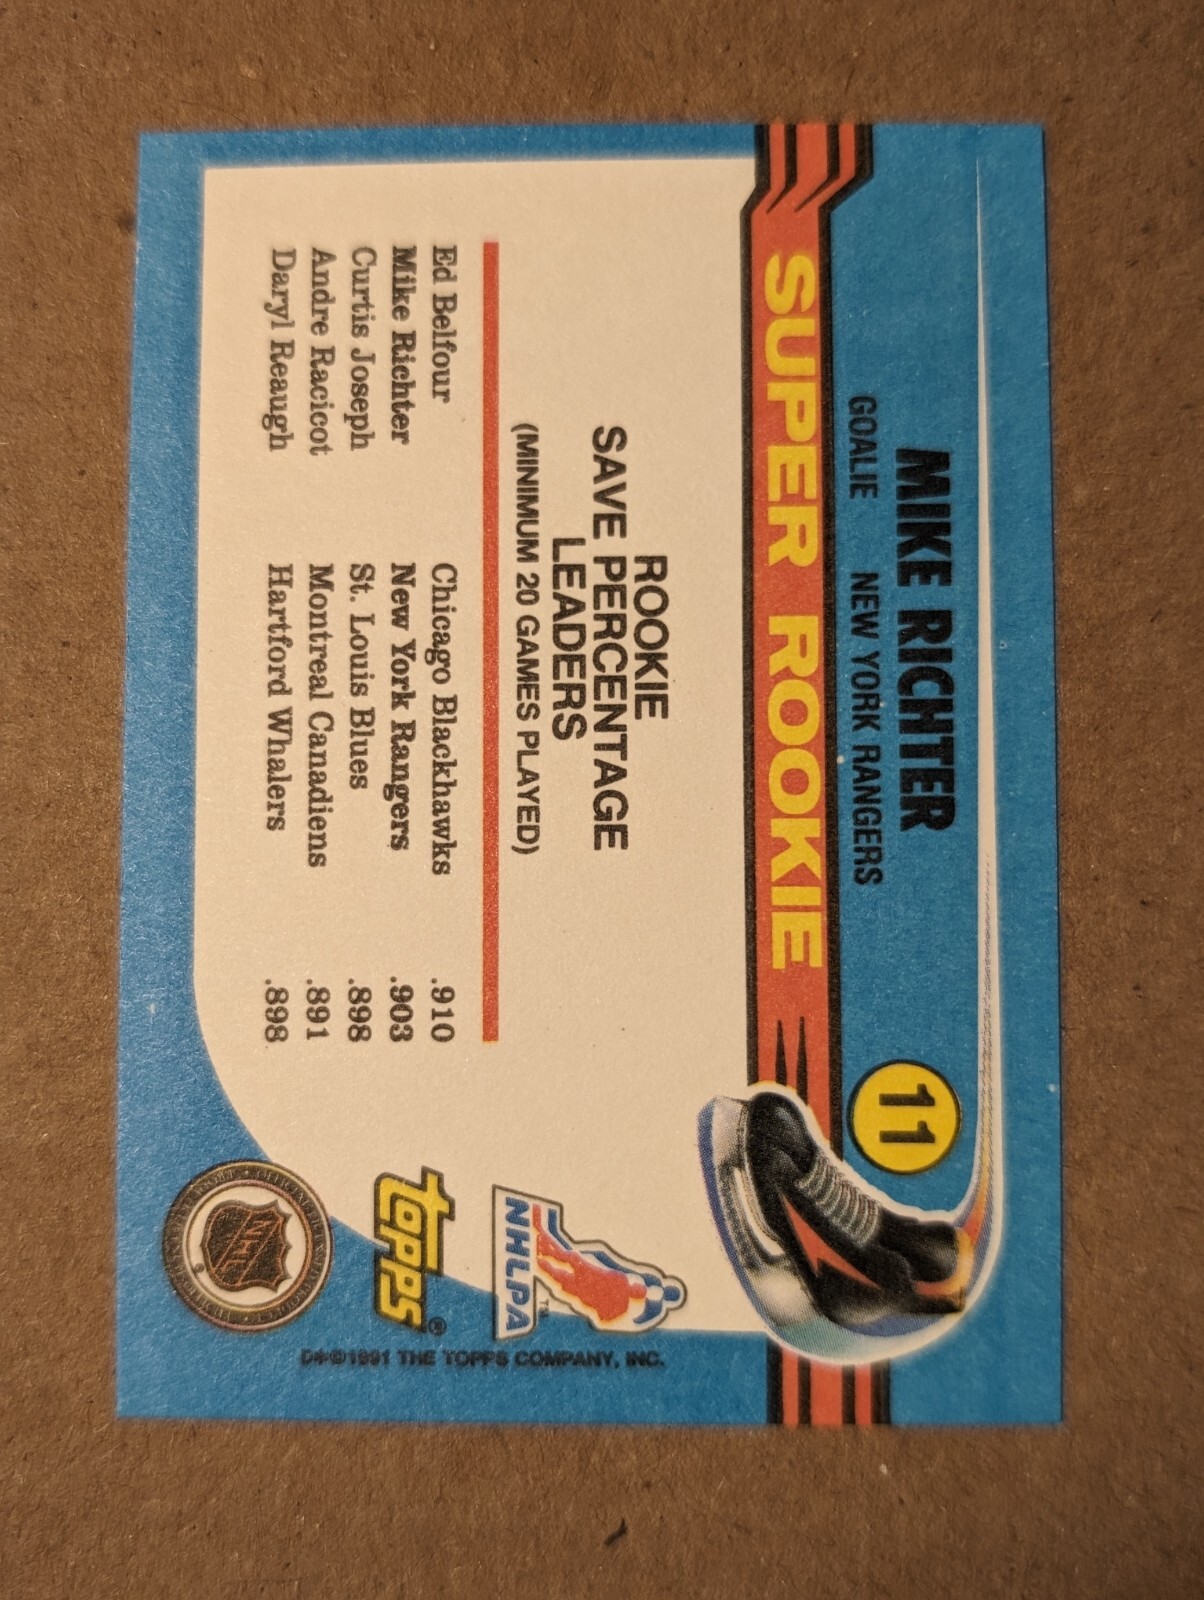 MIKE RICHTER
GOALIE NEW YORK RANGERS
11
SUPER ROOKIE
ROOKIE
SAVE PERCENTAGE
LEADERS
(MINIMUM 20 GAMES PLAYED)
Ed Belfour Chicago Blackhawks .910
Mike Richter New York Rangers .903
Curtis Joseph St. Louis Blues .898
Andre Racicot Montreal Canadiens .891
Daryl Reaugh Hartford Whalers .898
NHLPA™
TOPPS®
NHL
D*©1991 THE TOPPS COMPANY, INC.